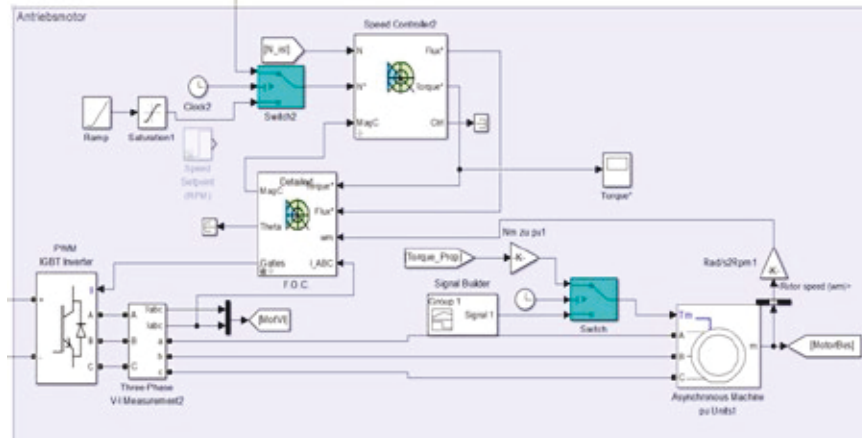 Antriebsmotor
Speed Controller2
[N_ist]
N
Flux*
Clock2
N*
Torque*
Switch2
MagC
Ctrl
Ramp
Saturation1
Speed
Setpoint
(RPM)
Detailed
MagC
Torque*
Theta
Flux*
wm
Gates
I_ABC
F.O.C.
Torque*
Nm zu pu1
[Torque_Prop]
-K-
Rad/s2Rpm1
-K-
PWM
IGBT Inverter
g
+
-
A
B
C
A
B
C
Vabc
Iabc
a
b
c
[MotVI]
Three-Phase
V-I Measurement2
Signal Builder
Group 1
Signal 1
Switch
Rotor speed (wm)>
Tm
A
B
C
m
[MotorBus]
Asynchronous Machine
pu Units1